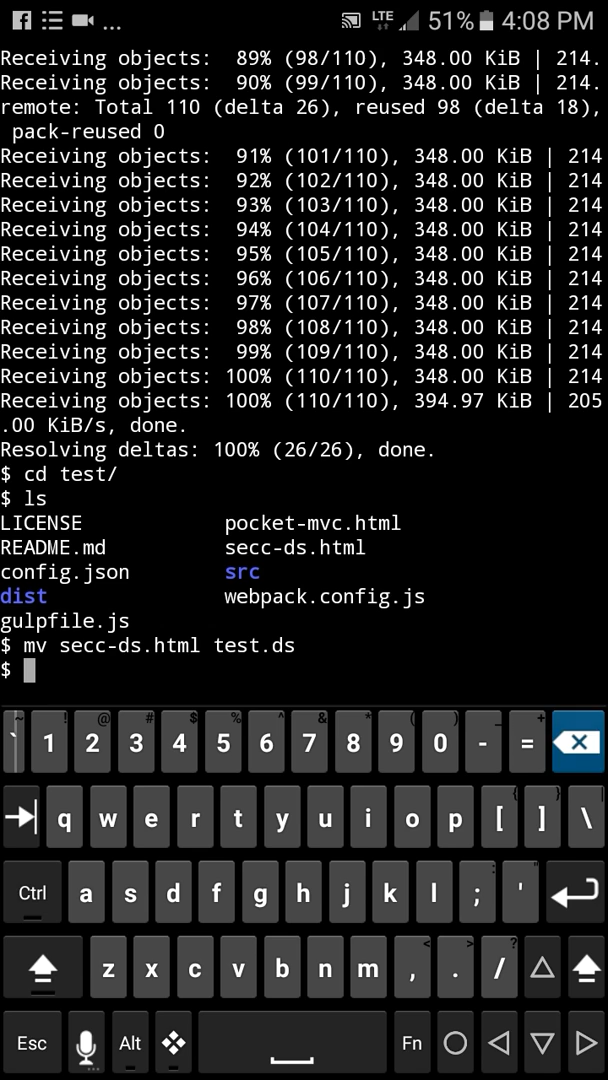 LTE 51% 4:08 PM
Receiving objects:  89% (98/110), 348.00 KiB | 214.
Receiving objects:  90% (99/110), 348.00 KiB | 214.
remote: Total 110 (delta 26), reused 98 (delta 18),
 pack-reused 0
Receiving objects:  91% (101/110), 348.00 KiB | 214
Receiving objects:  92% (102/110), 348.00 KiB | 214
Receiving objects:  93% (103/110), 348.00 KiB | 214
Receiving objects:  94% (104/110), 348.00 KiB | 214
Receiving objects:  95% (105/110), 348.00 KiB | 214
Receiving objects:  96% (106/110), 348.00 KiB | 214
Receiving objects:  97% (107/110), 348.00 KiB | 214
Receiving objects:  98% (108/110), 348.00 KiB | 214
Receiving objects:  99% (109/110), 348.00 KiB | 214
Receiving objects: 100% (110/110), 348.00 KiB | 214
Receiving objects: 100% (110/110), 394.97 KiB | 205
.00 KiB/s, done.
Resolving deltas: 100% (26/26), done.
$ cd test/
$ ls
LICENSE pocket-mvc.html
README.md secc-ds.html
config.json src
dist webpack.config.js
gulpfile.js
$ mv secc-ds.html test.ds
$
~ ! @ # $ % ^ & * ( ) _ +
` 1 2 3 4 5 6 7 8 9 0 - =
{ } |
q w e r t y u i o p [ ] \
: "
Ctrl a s d f g h j k l ; '
< > ?
z x c v b n m , . /
Esc Alt Fn